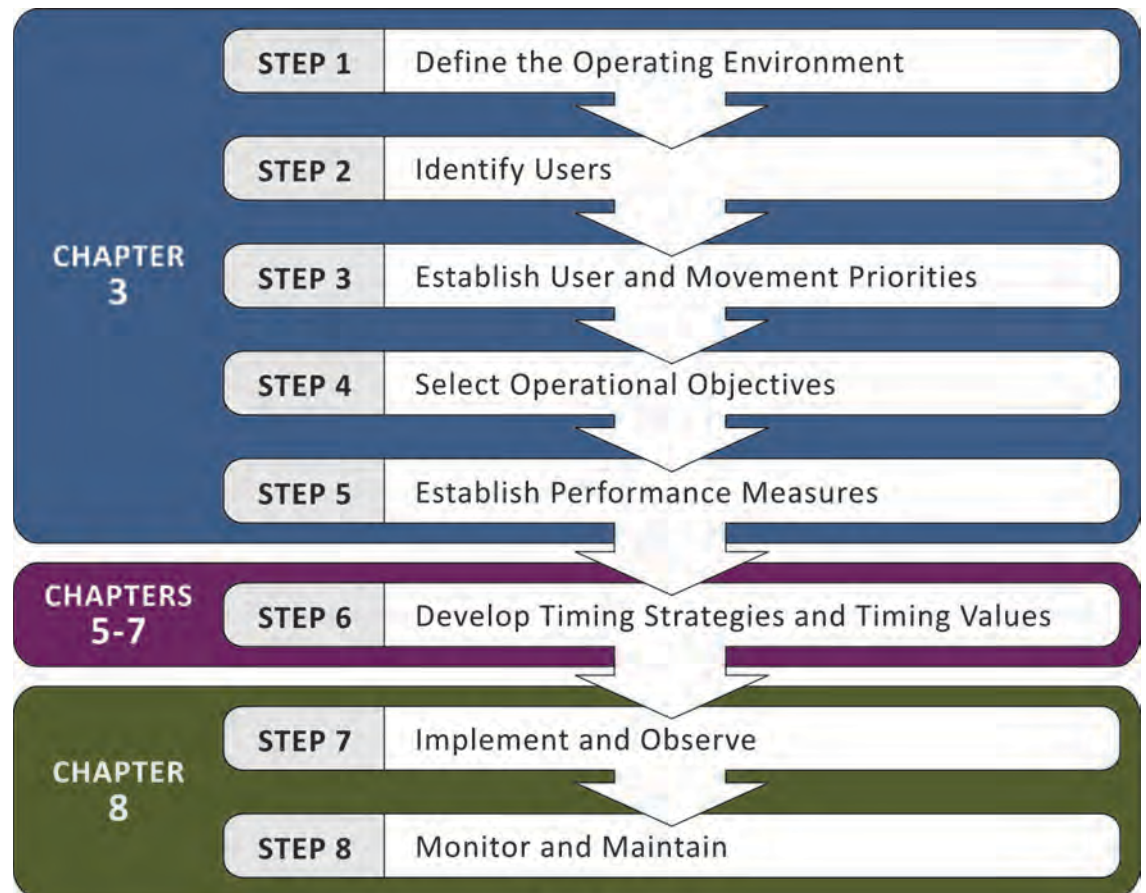 CHAPTER
3
STEP 1 Define the Operating Environment
STEP 2 Identify Users
STEP 3 Establish User and Movement Priorities
STEP 4 Select Operational Objectives
STEP 5 Establish Performance Measures
CHAPTERS
5-7
STEP 6 Develop Timing Strategies and Timing Values
CHAPTER
8
STEP 7 Implement and Observe
STEP 8 Monitor and Maintain